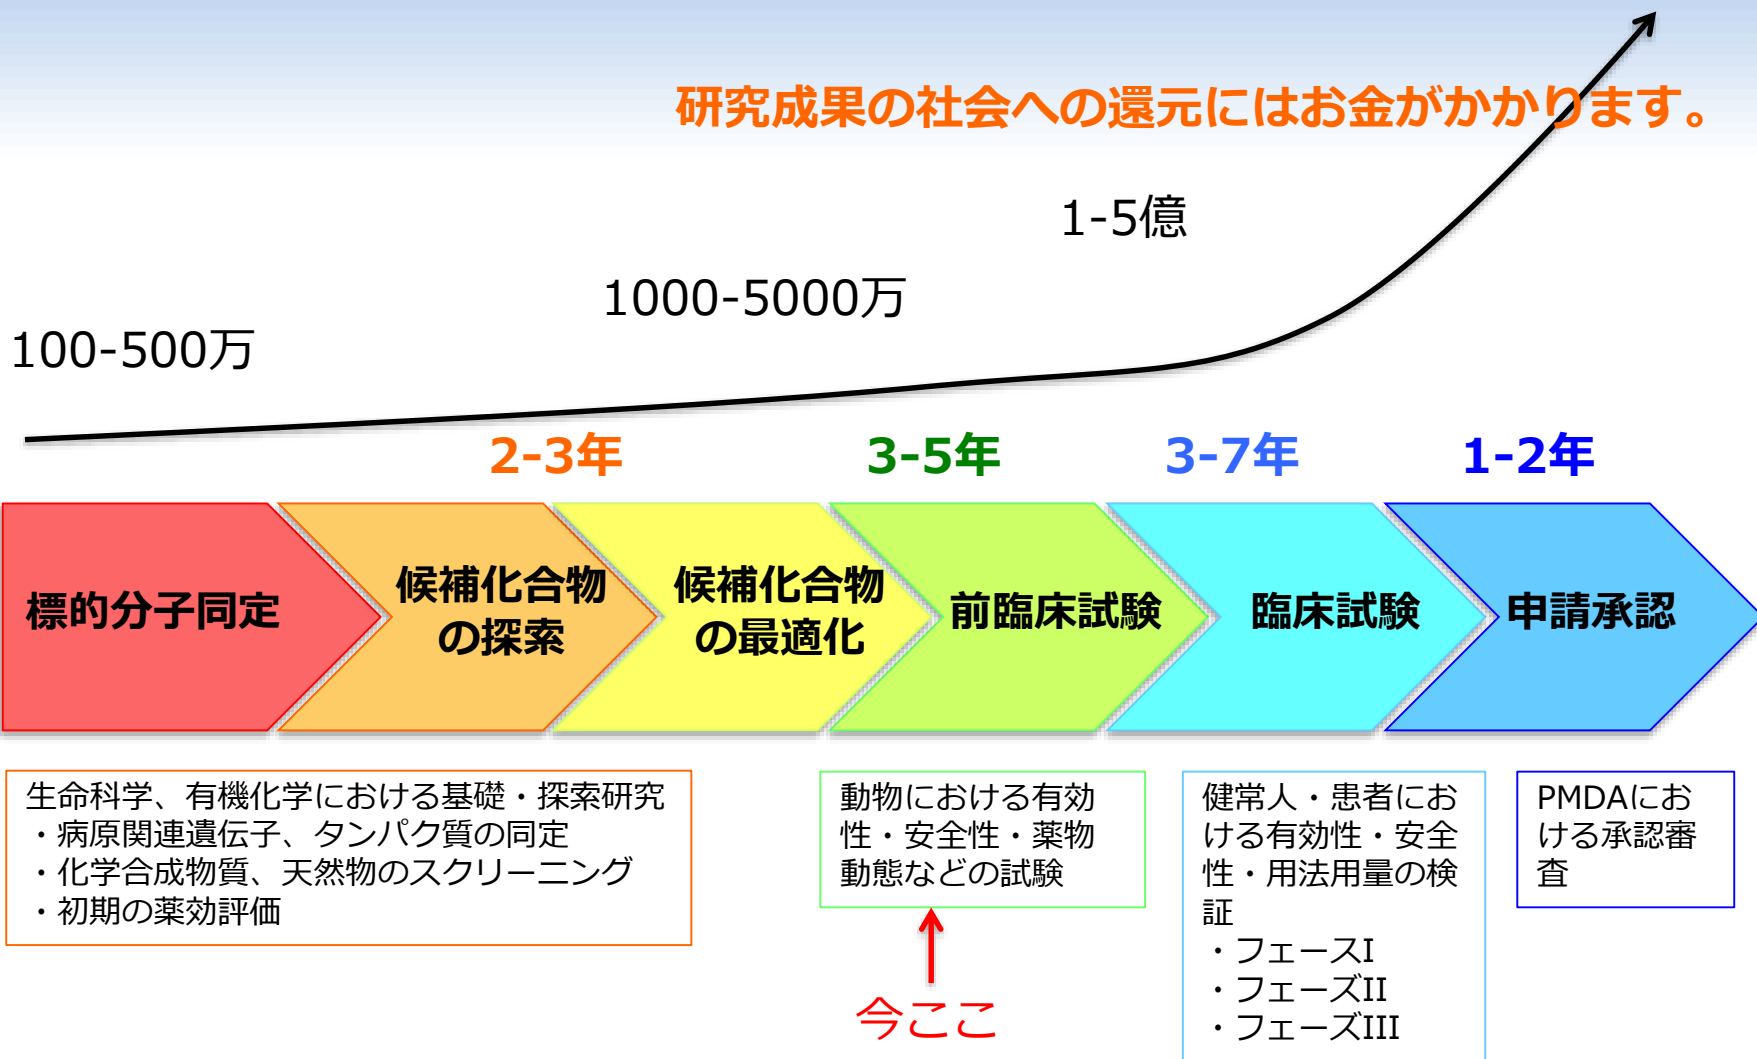 研究成果の社会への還元にはお金がかかります。
1-5億
1000-5000万
100-500万
2-3年
3-5年
3-7年
1-2年
標的分子同定
候補化合物
の探索
候補化合物
の最適化
前臨床試験
臨床試験
申請承認
生命科学、有機化学における基礎・探索研究
・病原関連遺伝子、タンパク質の同定
・化学合成物質、天然物のスクリーニング
・初期の薬効評価
動物における有効
性・安全性・薬物
動態などの試験
健常人・患者にお
ける有効性・安全
性・用法用量の検
証
・フェースI
・フェーズII
・フェーズIII
PMDAにお
ける承認審
査
今ここ